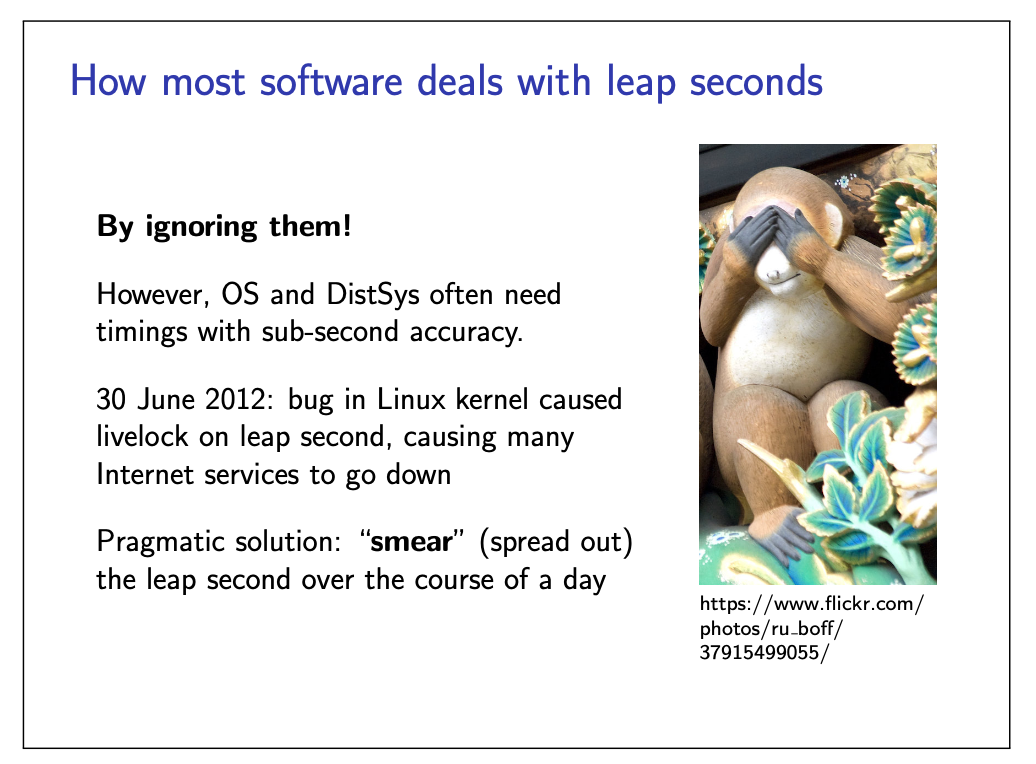 How most software deals with leap seconds
By ignoring them!
However, OS and DistSys often need
timings with sub-second accuracy.
30 June 2012: bug in Linux kernel caused
livelock on leap second, causing many
Internet services to go down
Pragmatic solution: “smear” (spread out)
the leap second over the course of a day
https://www.flickr.com/
photos/ru_boff/
37915499055/